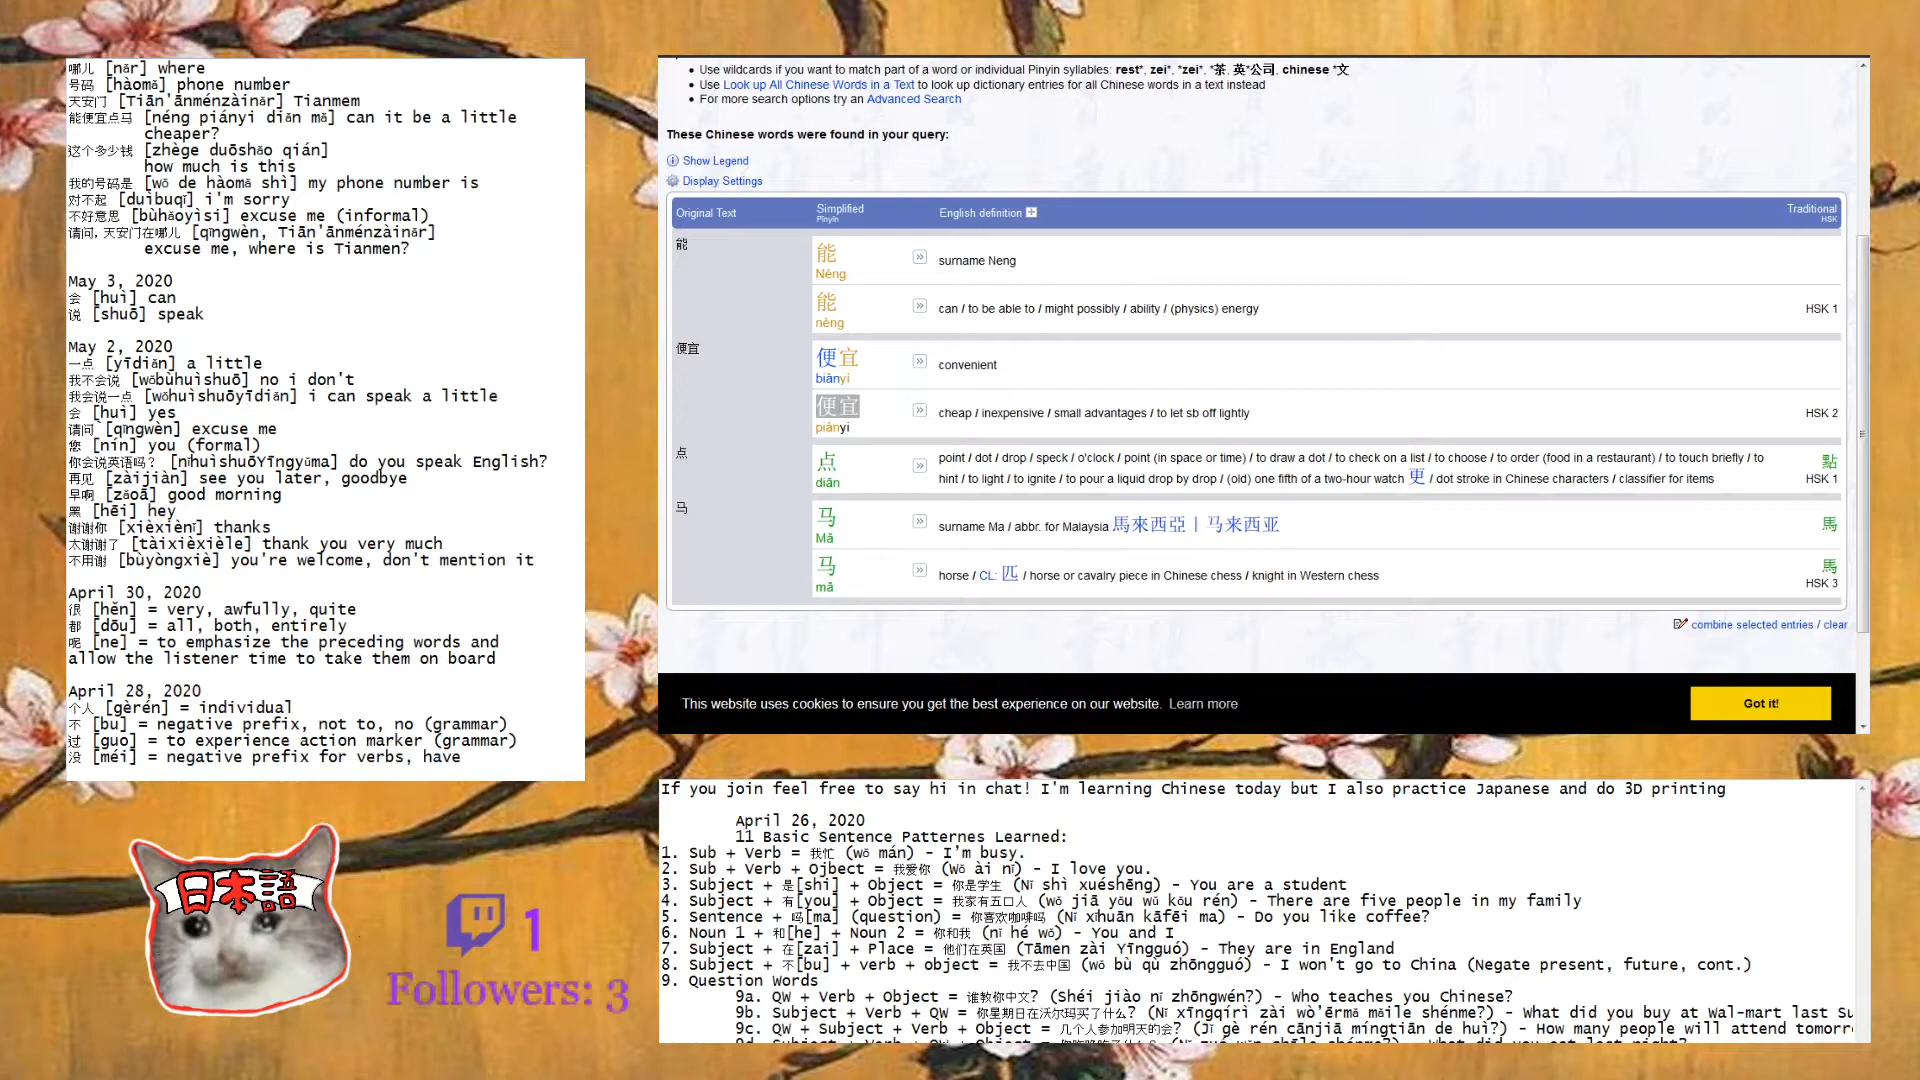 哪儿 [nǎr] where
号码 [hàomǎ] phone number
天安门 [Tiān'ānménzàinǎr] Tianmem
能便宜点马 [néng piányi diǎn mǎ] can it be a little
cheaper?
这个多少钱 [zhège duōshǎo qián]
how much is this
我的号码是 [wǒ de hàomǎ shì] my phone number is
对不起 [duìbuqǐ] i'm sorry
不好意思 [bùhǎoyìsi] excuse me (informal)
请问，天安门在哪儿 [qǐngwèn, Tiān'ānménzàinǎr]
excuse me, where is Tianmen?
May 3, 2020
会 [huì] can
说 [shuō] speak
May 2, 2020
一点 [yīdiǎn] a little
我不会说 [wǒbùhuìshuō] no i don't
我会说一点 [wǒhuìshuōyīdiǎn] i can speak a little
会 [huì] yes
请问` [qǐngwèn] excuse me
您 [nín] you (formal)
你会说英语吗？ [nǐhuìshuōYīngyǔma] do you speak English?
再见 [zàijiàn] see you later, goodbye
早啊 [zǎoā] good morning
黑 [hēi] hey
谢谢你 [xièxiènǐ] thanks
太谢谢了 [tàixièxièle] thank you very much
不用谢 [bùyòngxiè] you're welcome, don't mention it
April 30, 2020
很 [hěn] = very, awfully, quite
都 [dōu] = all, both, entirely
呢 [ne] = to emphasize the preceding words and
allow the listener time to take them on board
April 28, 2020
个人 [gèrén] = individual
不 [bu] = negative prefix, not to, no (grammar)
过 [guo] = to experience action marker (grammar)
没 [méi] = negative prefix for verbs, have
Use wildcards if you want to match part of a word or individual Pinyin syllables: rest*, zei*, *zei*, *茶, 英*公司, chinese *文
Use Look up All Chinese Words in a Text to look up dictionary entries for all Chinese words in a text instead
For more search options try an Advanced Search
These Chinese words were found in your query:
Show Legend
Display Settings
Original Text Simplified English definition Traditional
Pinyin HSK
能 能
Néng surname Neng
能
néng can / to be able to / might possibly / ability / (physics) energy HSK 1
便宜 便宜
biànyí convenient
便宜
piányi cheap / inexpensive / small advantages / to let sb off lightly HSK 2
点 点 point / dot / drop / speck / o'clock / point (in space or time) / to draw a dot / to check on a list / to choose / to order (food in a restaurant) / to touch briefly / to 點
diǎn hint / to light / to ignite / to pour a liquid drop by drop / (old) one fifth of a two-hour watch 更 / dot stroke in Chinese characters / classifier for items HSK 1
马 马 surname Ma / abbr. for Malaysia 馬來西亞 | 马来西亚 馬
Mǎ
马 horse / CL: 匹 / horse or cavalry piece in Chinese chess / knight in Western chess 馬
mǎ HSK 3
combine selected entries / clear
This website uses cookies to ensure you get the best experience on our website. Learn more Got it!
If you join feel free to say hi in chat! I'm learning Chinese today but I also practice Japanese and do 3D printing
April 26, 2020
11 Basic Sentence Patternes Learned:
1. Sub + Verb = 我忙 (wǒ mán) - I'm busy.
2. Sub + Verb + Ojbect = 我爱你 (Wǒ ài nǐ) - I love you.
3. Subject + 是[shi] + Object = 你是学生 (Nǐ shì xuéshēng) - You are a student
4. Subject + 有[you] + Object = 我家有五口人 (wǒ jiā yǒu wǔ kǒu rén) - There are five people in my family
5. Sentence + 吗[ma] (question) = 你喜欢咖啡吗 (Nǐ xǐhuān kāfēi ma) - Do you like coffee?
6. Noun 1 + 和[he] + Noun 2 = 你和我 (nǐ hé wǒ) - You and I
7. Subject + 在[zai] + Place = 他们在英国 (Tāmen zài Yīngguó) - They are in England
8. Subject + 不[bu] + verb + object = 我不去中国 (wǒ bù qù zhōngguó) - I won't go to China (Negate present, future, cont.)
9. Question Words
9a. QW + Verb + Object = 谁教你中文? (Shéi jiào nǐ zhōngwén?) - Who teaches you Chinese?
9b. Subject + Verb + QW = 你星期日在沃尔玛买了什么? (Nǐ xīngqírì zài wò'ěrmǎ mǎile shénme?) - What did you buy at Wal-mart last Su
9c. QW + Subject + Verb + Object = 几个人参加明天的会? (Jǐ gè rén cānjiā míngtiān de huì?) - How many people will attend tomorr
日本語
1
Followers: 3